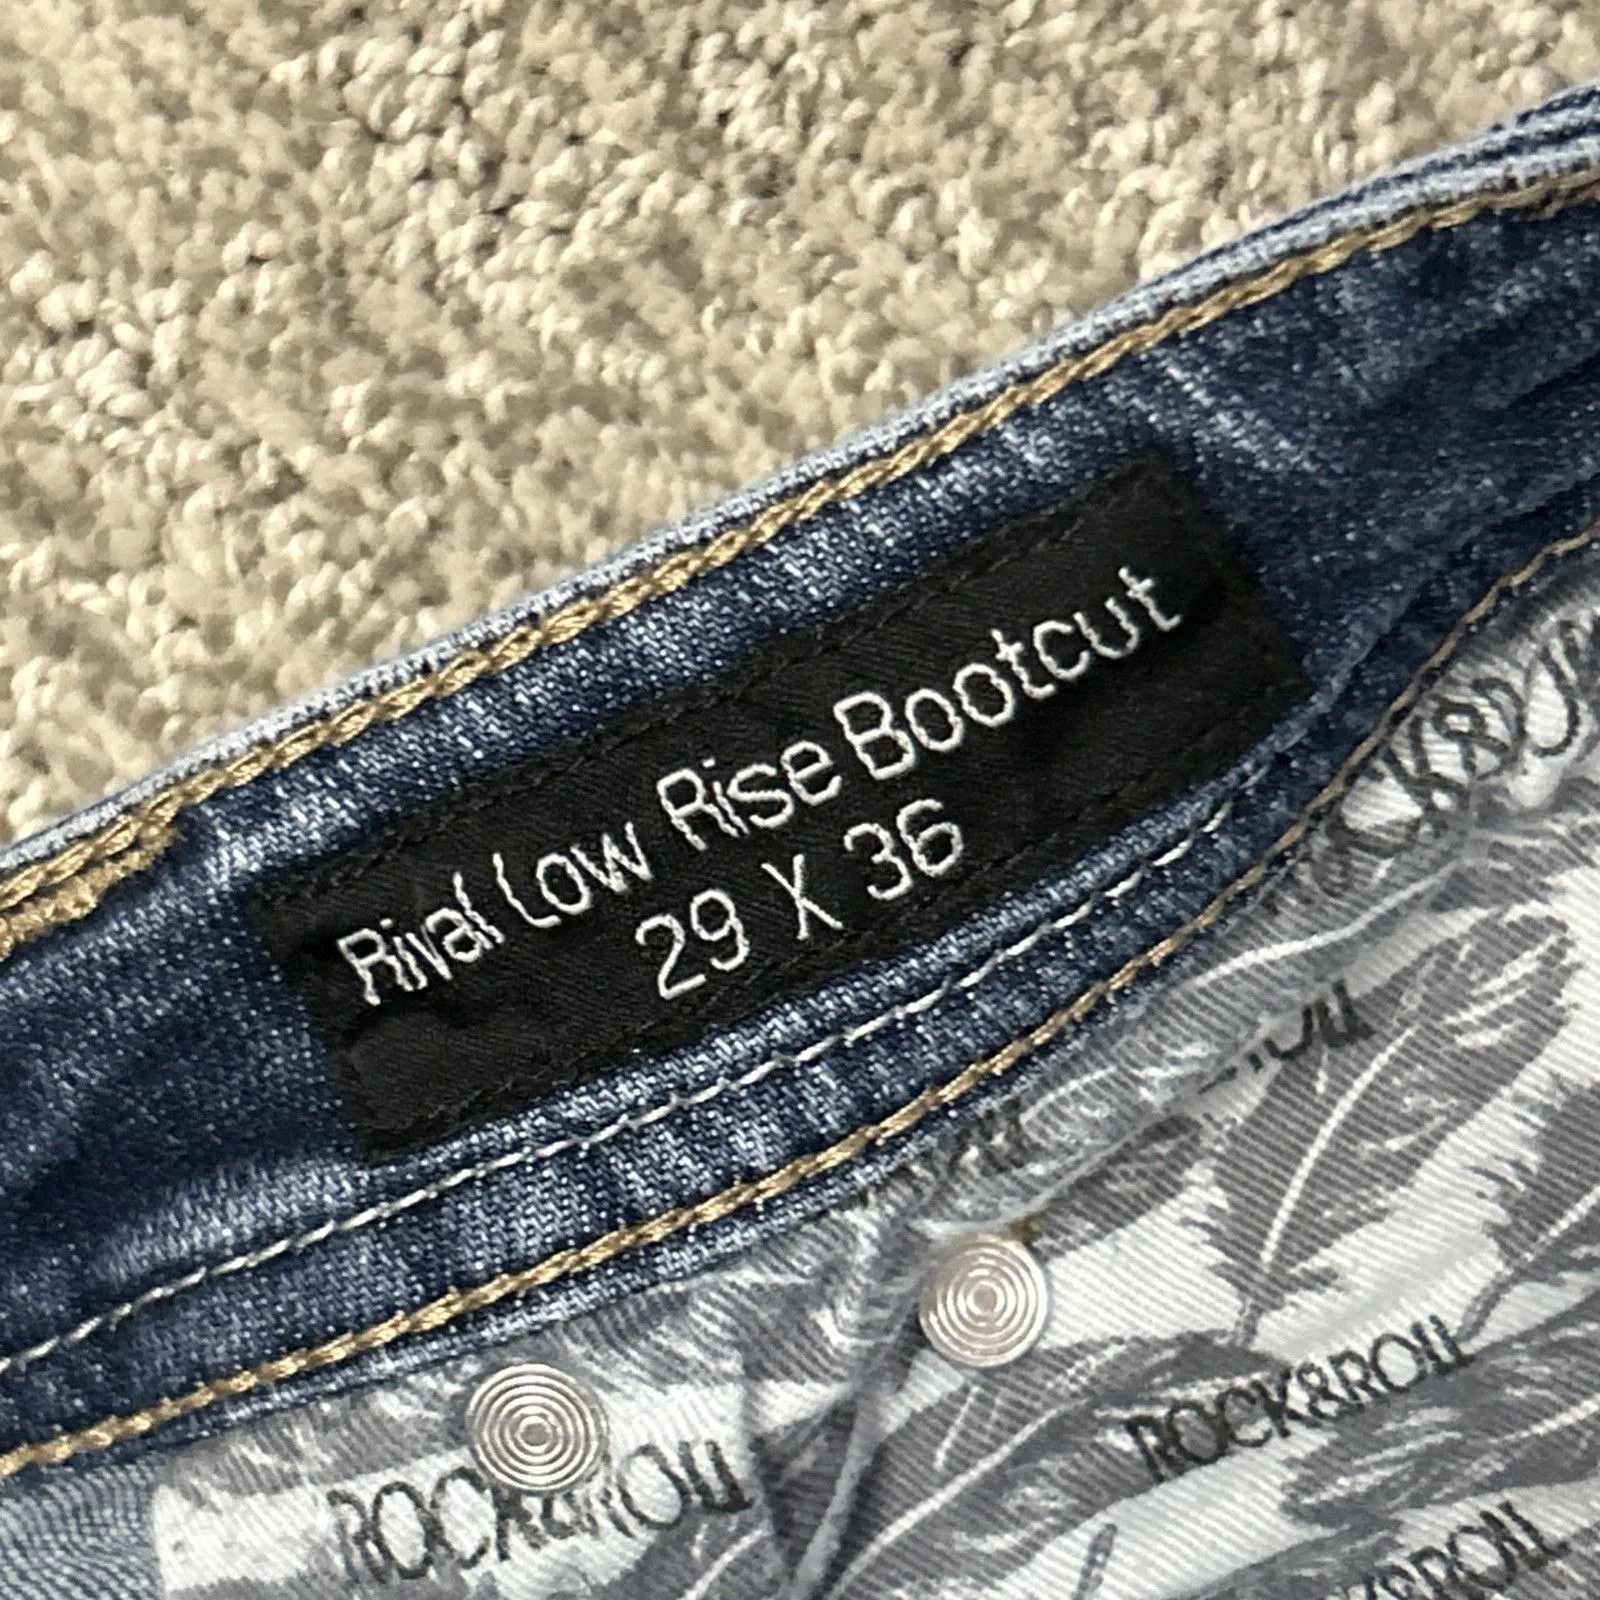 Rival Low Rise Bootcut
29 X 36
ROCK&ROLL
ROCK&ROLL